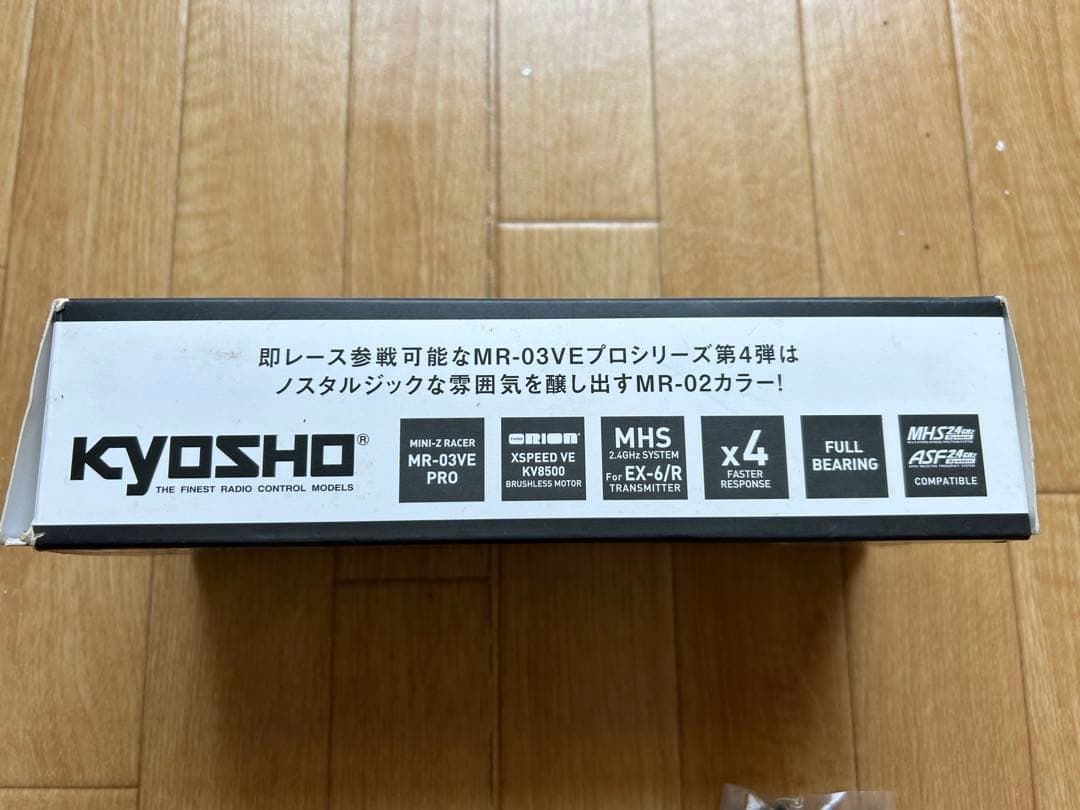 即レース参戦可能なMR-03VEプロシリーズ第4弾は
ノスタルジックな雰囲気を醸し出すMR-02カラー!
KYOSHO®
THE FINEST RADIO CONTROL MODELS
MINI-Z RACER
MR-03VE
PRO
TEAM ORION
XSPEED VE
KV8500
BRUSHLESS MOTOR
MHS
2.4GHz SYSTEM
For EX-6/R
TRANSMITTER
x4
FASTER
RESPONSE
FULL
BEARING
MHS 2.4GHz System
ASF 2.4GHz System
COMPATIBLE